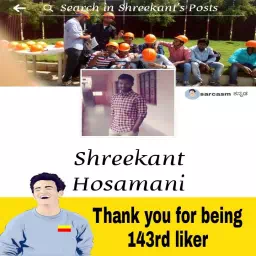 Search in Shreekant's Posts
sarcasm ಕನ್ನಡ
Shreekant
Hosamani
Thank you for being
143rd liker